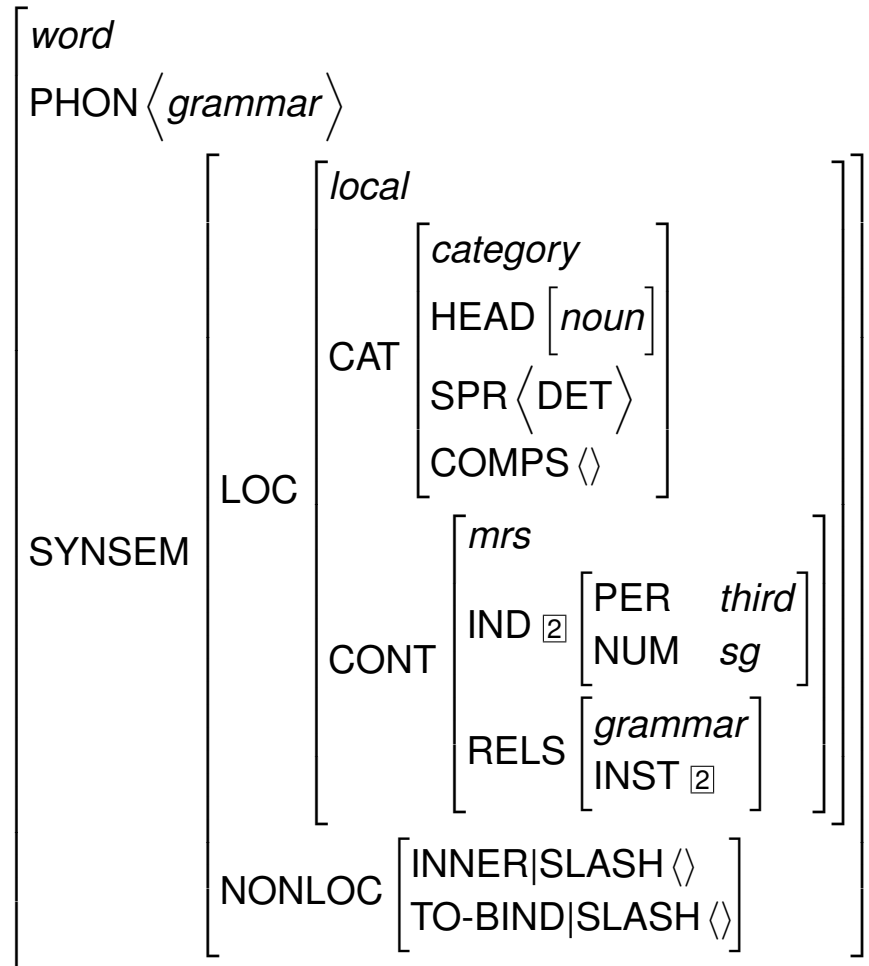 word
PHON ⟨grammar⟩
local
category
HEAD [noun]
CAT
SPR ⟨DET⟩
COMPS ⟨⟩
LOC
mrs
SYNSEM
PER third
IND 2
NUM sg
CONT
grammar
RELS
INST 2
INNER|SLASH ⟨⟩
NONLOC
TO-BIND|SLASH ⟨⟩